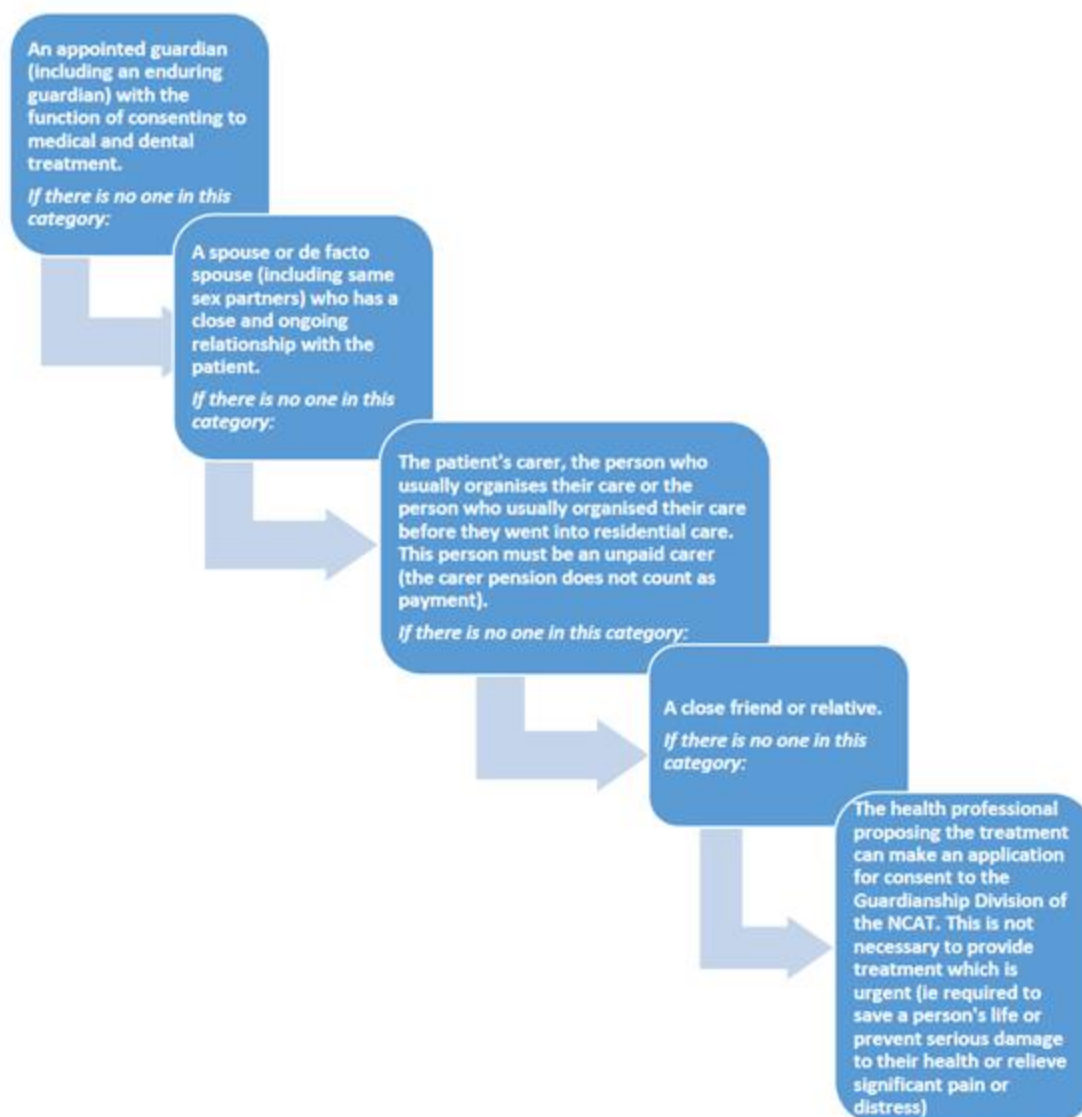 An appointed guardian
(including an enduring
guardian) with the
function of consenting to
medical and dental
treatment.
If there is no one in this
category:
A spouse or de facto
spouse (including same
sex partners) who has a
close and ongoing
relationship with the
patient.
If there is no one in this
category:
The patient's carer, the person who
usually organises their care or the
person who usually organised their care
before they went into residential care.
This person must be an unpaid carer
(the carer pension does not count as
payment).
If there is no one in this category:
A close friend or relative.
If there is no one in this
category:
The health professional
proposing the treatment
can make an application
for consent to the
Guardianship Division of
the NCAT. This is not
necessary to provide
treatment which is
urgent (ie required to
save a person's life or
prevent serious damage
to their health or relieve
significant pain or
distress)